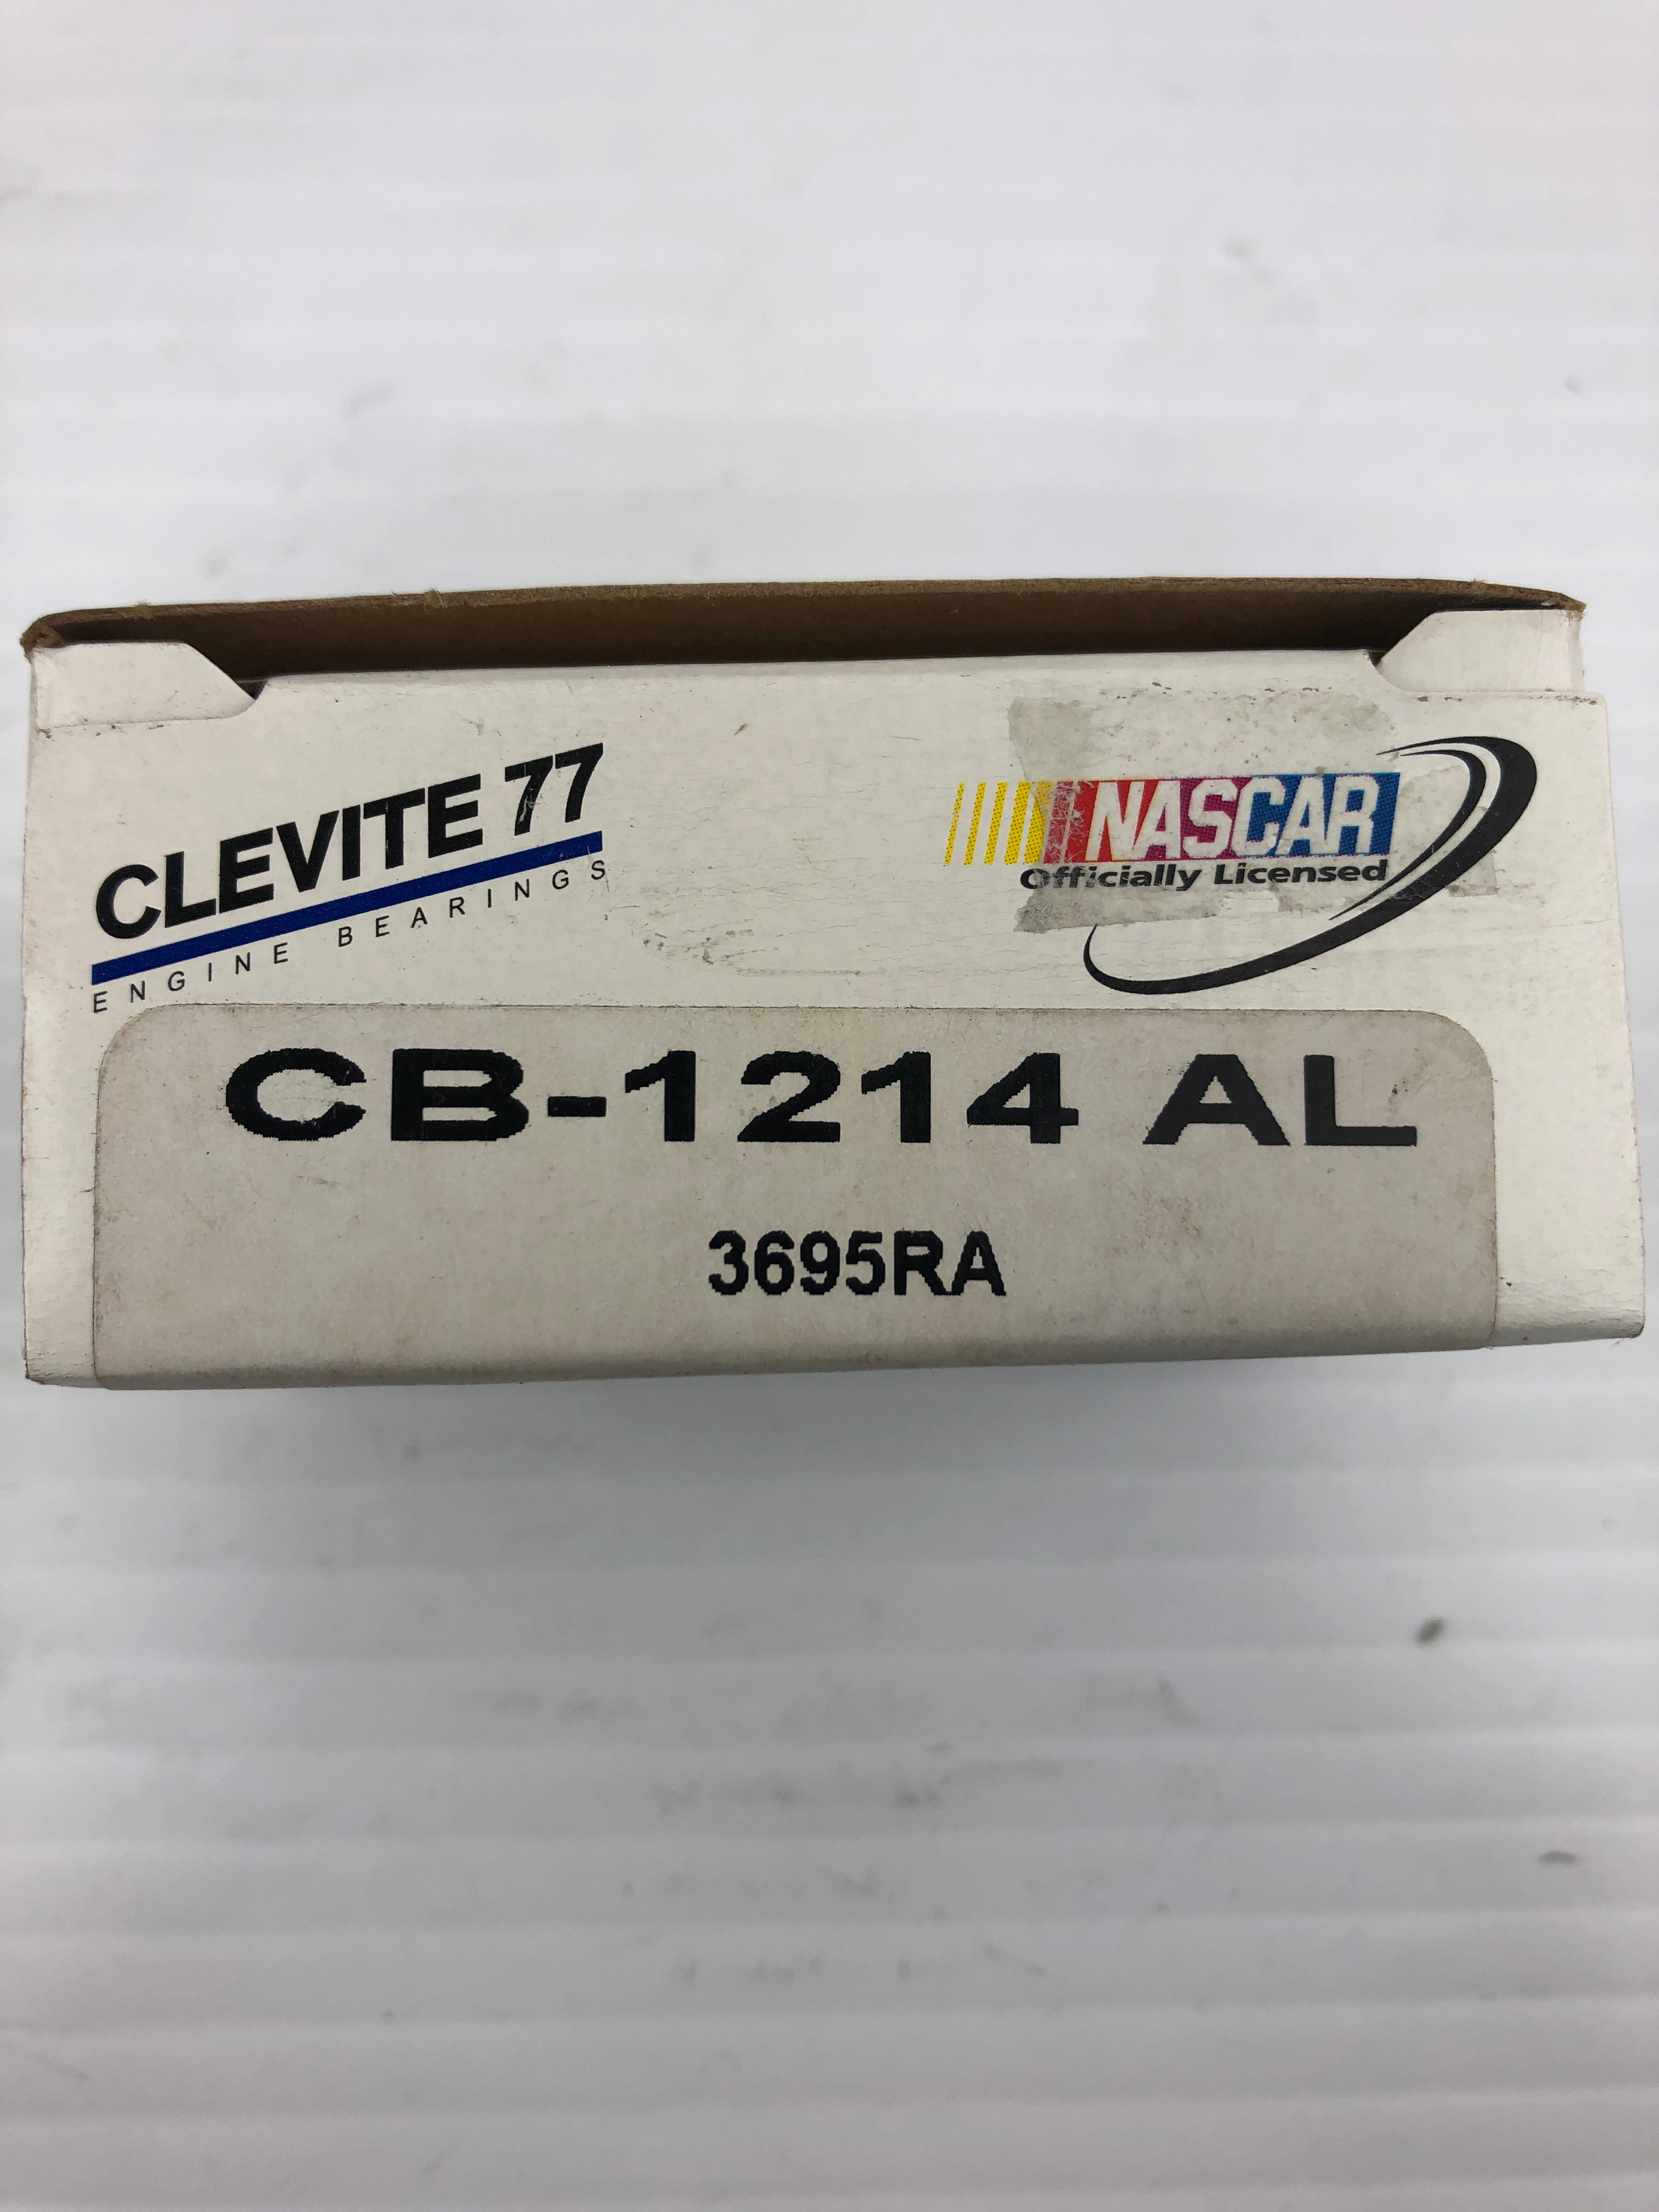 CLEVITE 77
ENGINE BEARINGS
NASCAR
Officially Licensed
CB-1214 AL
3695RA